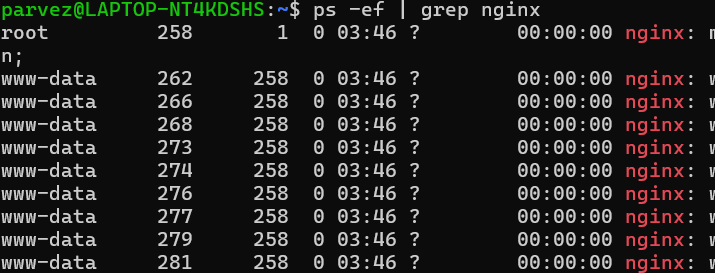 parvez@LAPTOP-NT4KDSHS:~$ ps -ef | grep nginx
root 258 1 0 03:46 ? 00:00:00 nginx: m
n;
www-data 262 258 0 03:46 ? 00:00:00 nginx: w
www-data 266 258 0 03:46 ? 00:00:00 nginx: w
www-data 268 258 0 03:46 ? 00:00:00 nginx: w
www-data 273 258 0 03:46 ? 00:00:00 nginx: w
www-data 274 258 0 03:46 ? 00:00:00 nginx: w
www-data 276 258 0 03:46 ? 00:00:00 nginx: w
www-data 277 258 0 03:46 ? 00:00:00 nginx: w
www-data 279 258 0 03:46 ? 00:00:00 nginx: w
www-data 281 258 0 03:46 ? 00:00:00 nginx: w